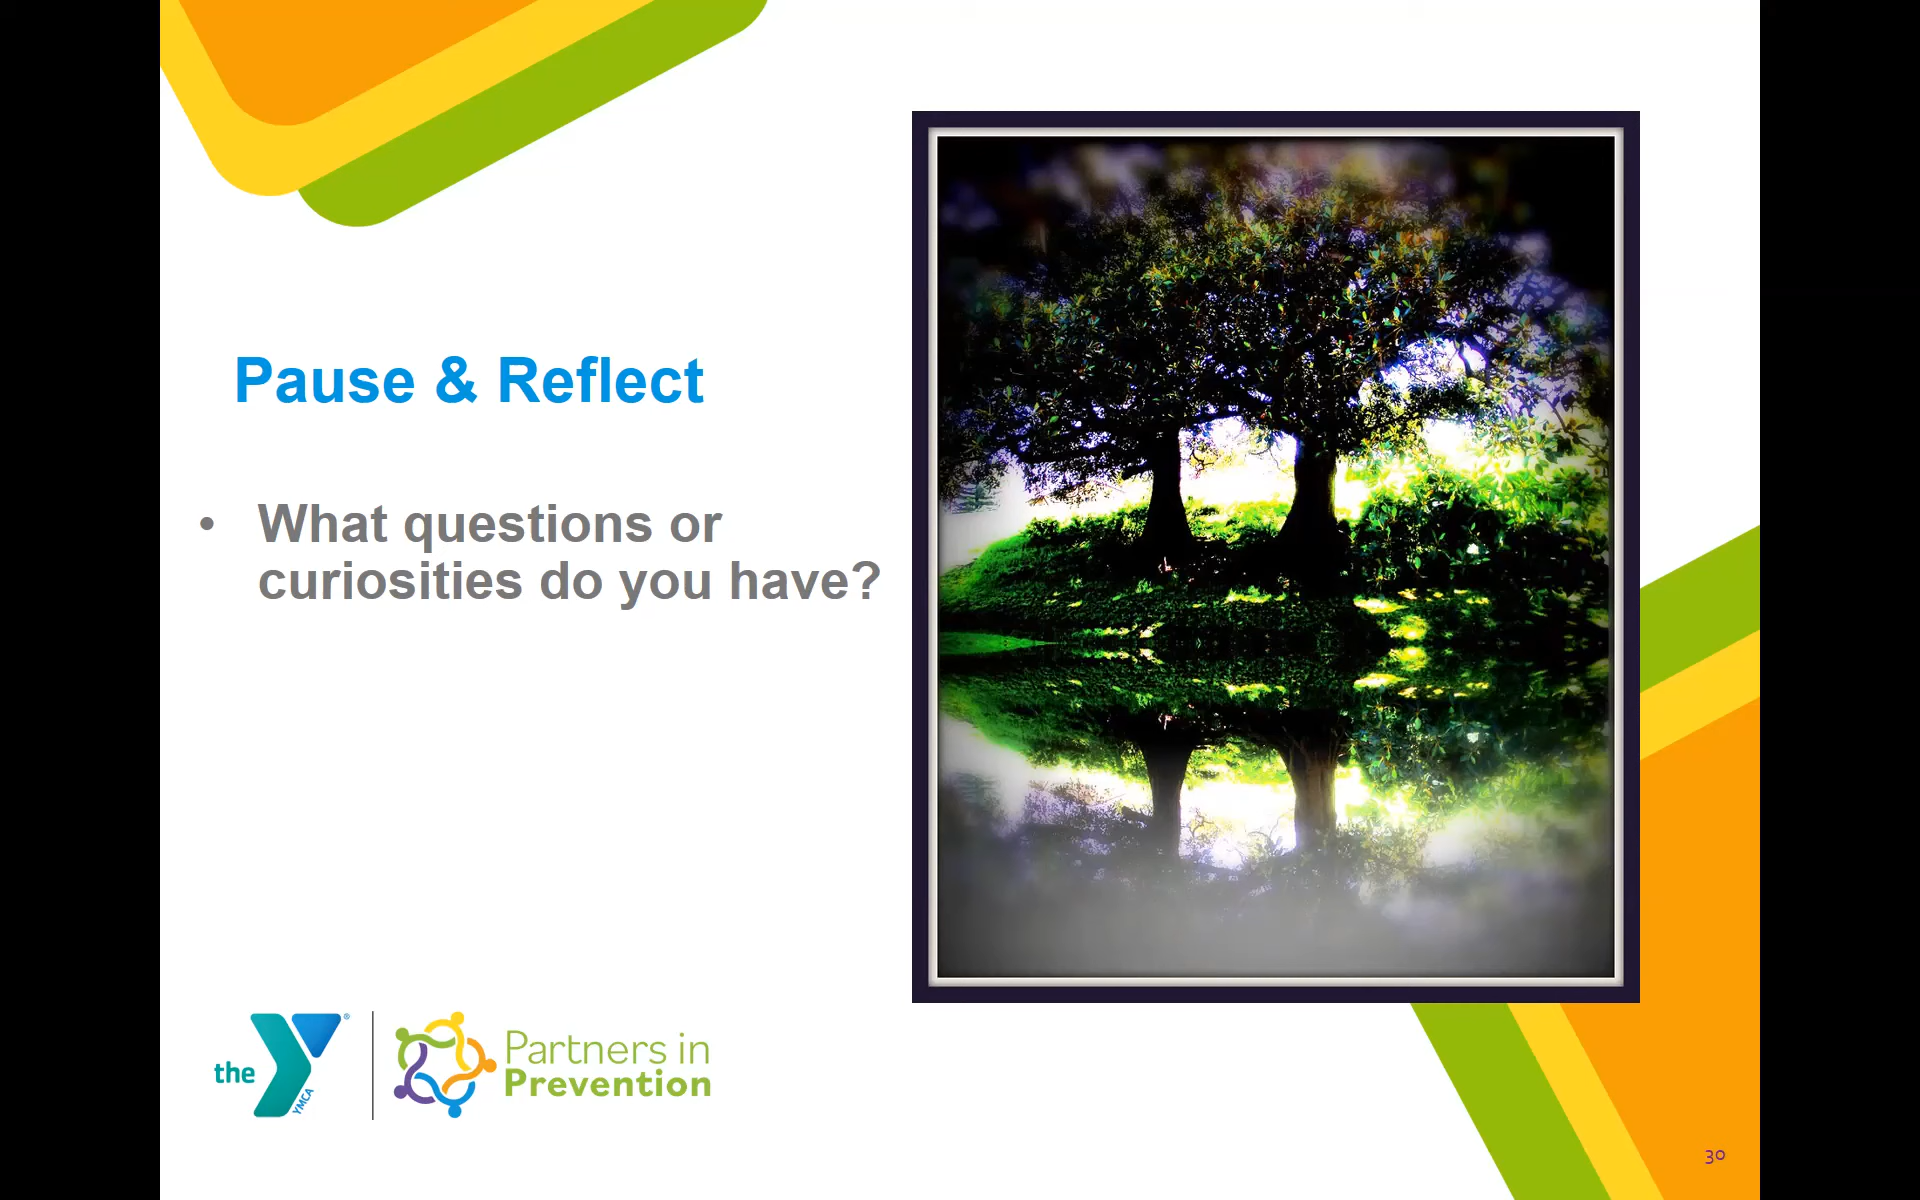 Pause & Reflect
• What questions or
curiosities do you have?
the
YMCA
®
Partners in
Prevention
30